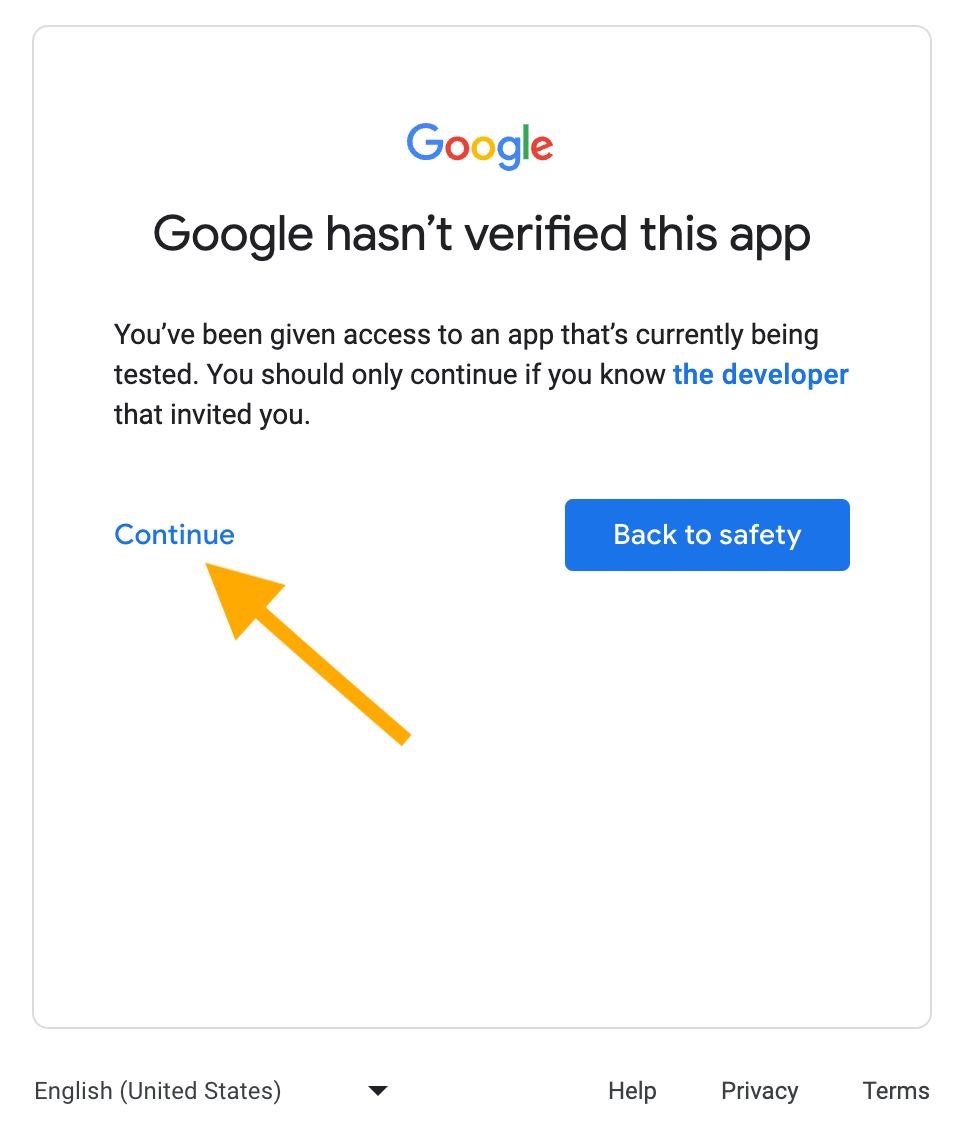 Google
Google hasn’t verified this app
You’ve been given access to an app that’s currently being
tested. You should only continue if you know the developer
that invited you.
Continue
Back to safety
English (United States)
Help
Privacy
Terms